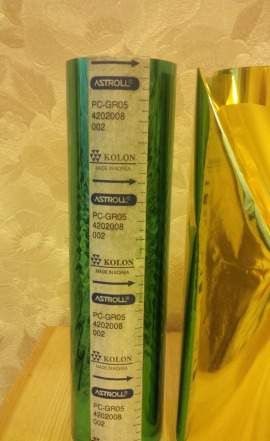 ASTROLL
PC-GR05
4202008
002
KOLON
MADE IN KOREA
ASTROLL
PC-GR05
4202008
002
KOLON
MADE IN KOREA
ASTROLL
PC-GR05
4202008
002
KOLON
MADE IN KOREA
ASTROLL
PC-GR05
4202008
002